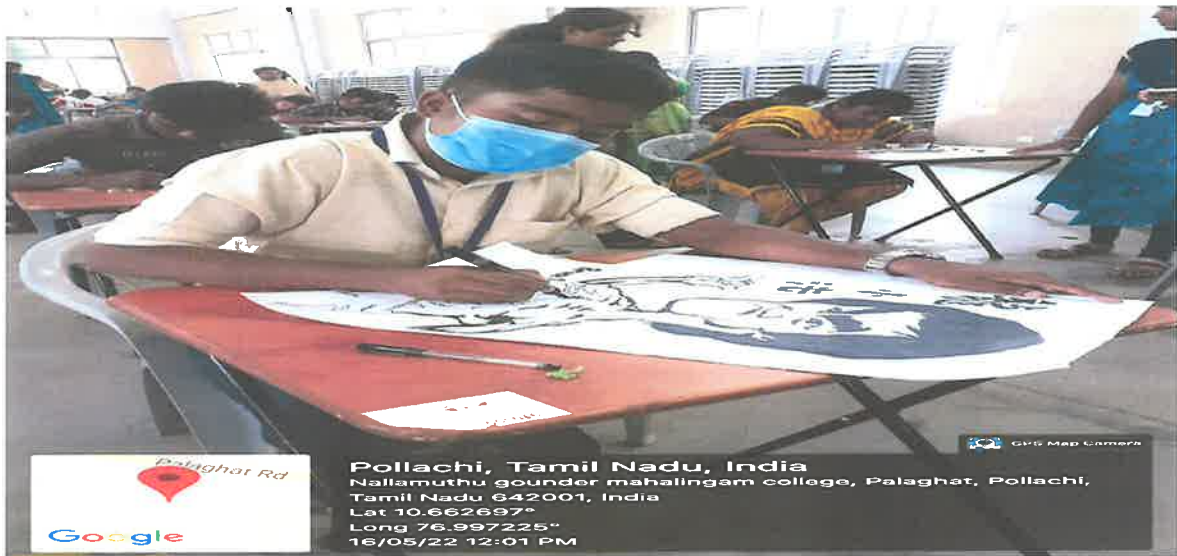 GPS Map Camera
Palaghat Rd
Google
Pollachi, Tamil Nadu, India
Nallamuthu gounder mahalingam college, Palaghat, Pollachi,
Tamil Nadu 642001, India
Lat 10.662697°
Long 76.997225°
16/05/22 12:01 PM